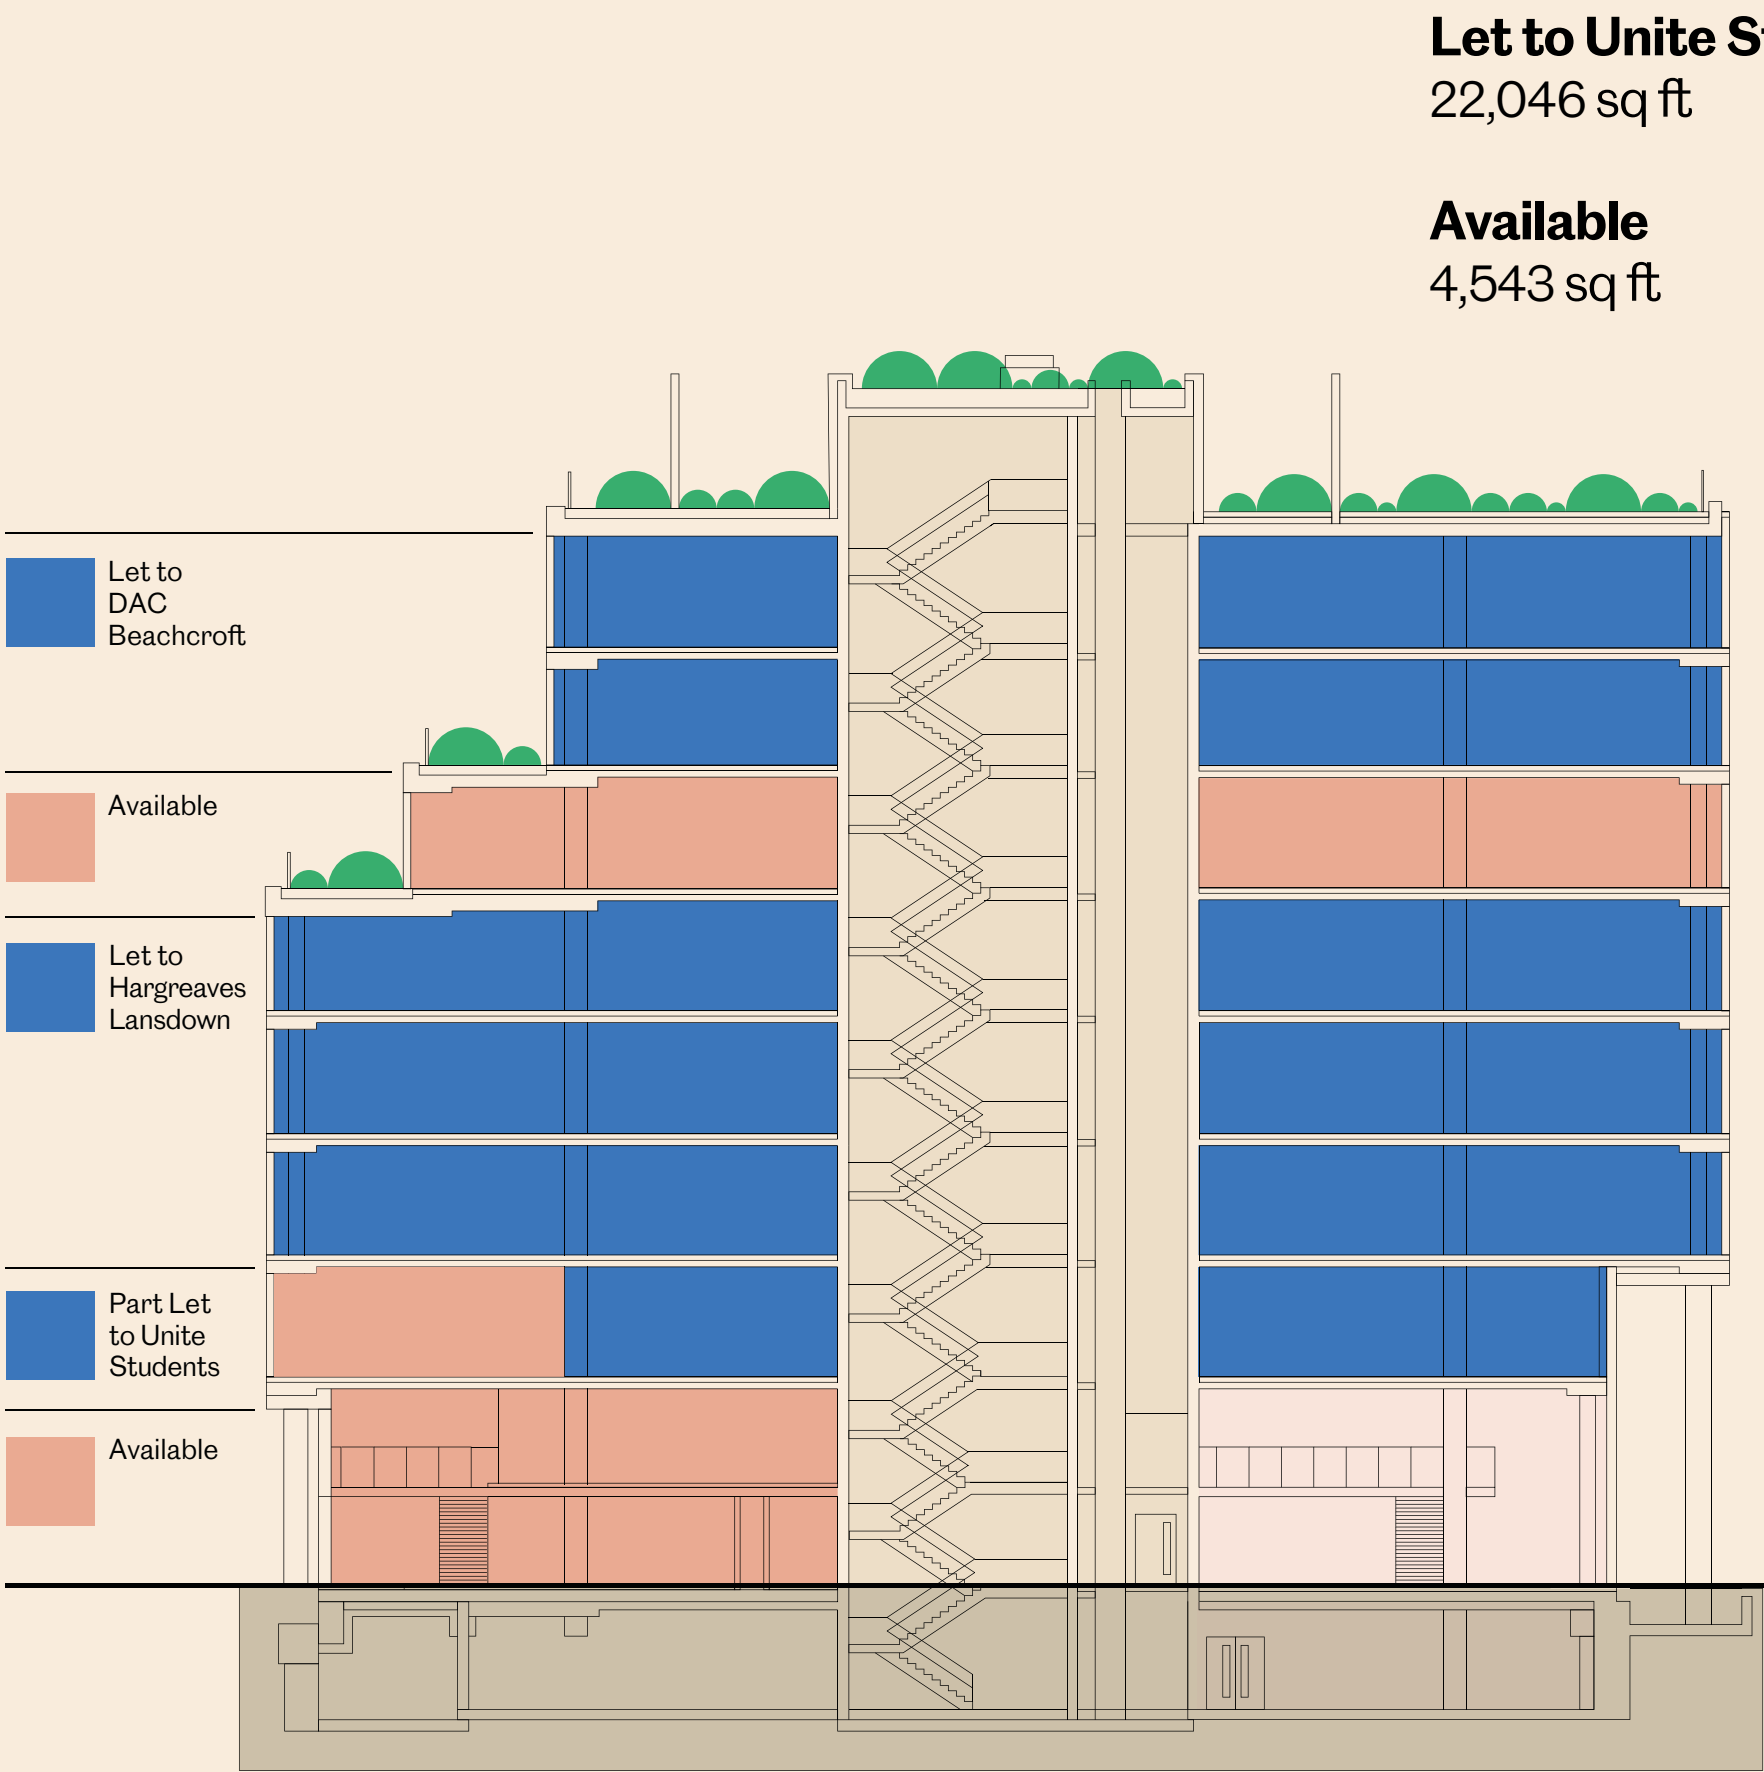 Let to Unite
22,046 sq ft
Available
4,543 sq ft
Let to
DAC
Beachcroft
Available
Let to
Hargreaves
Lansdown
Part Let
to Unite
Students
Available